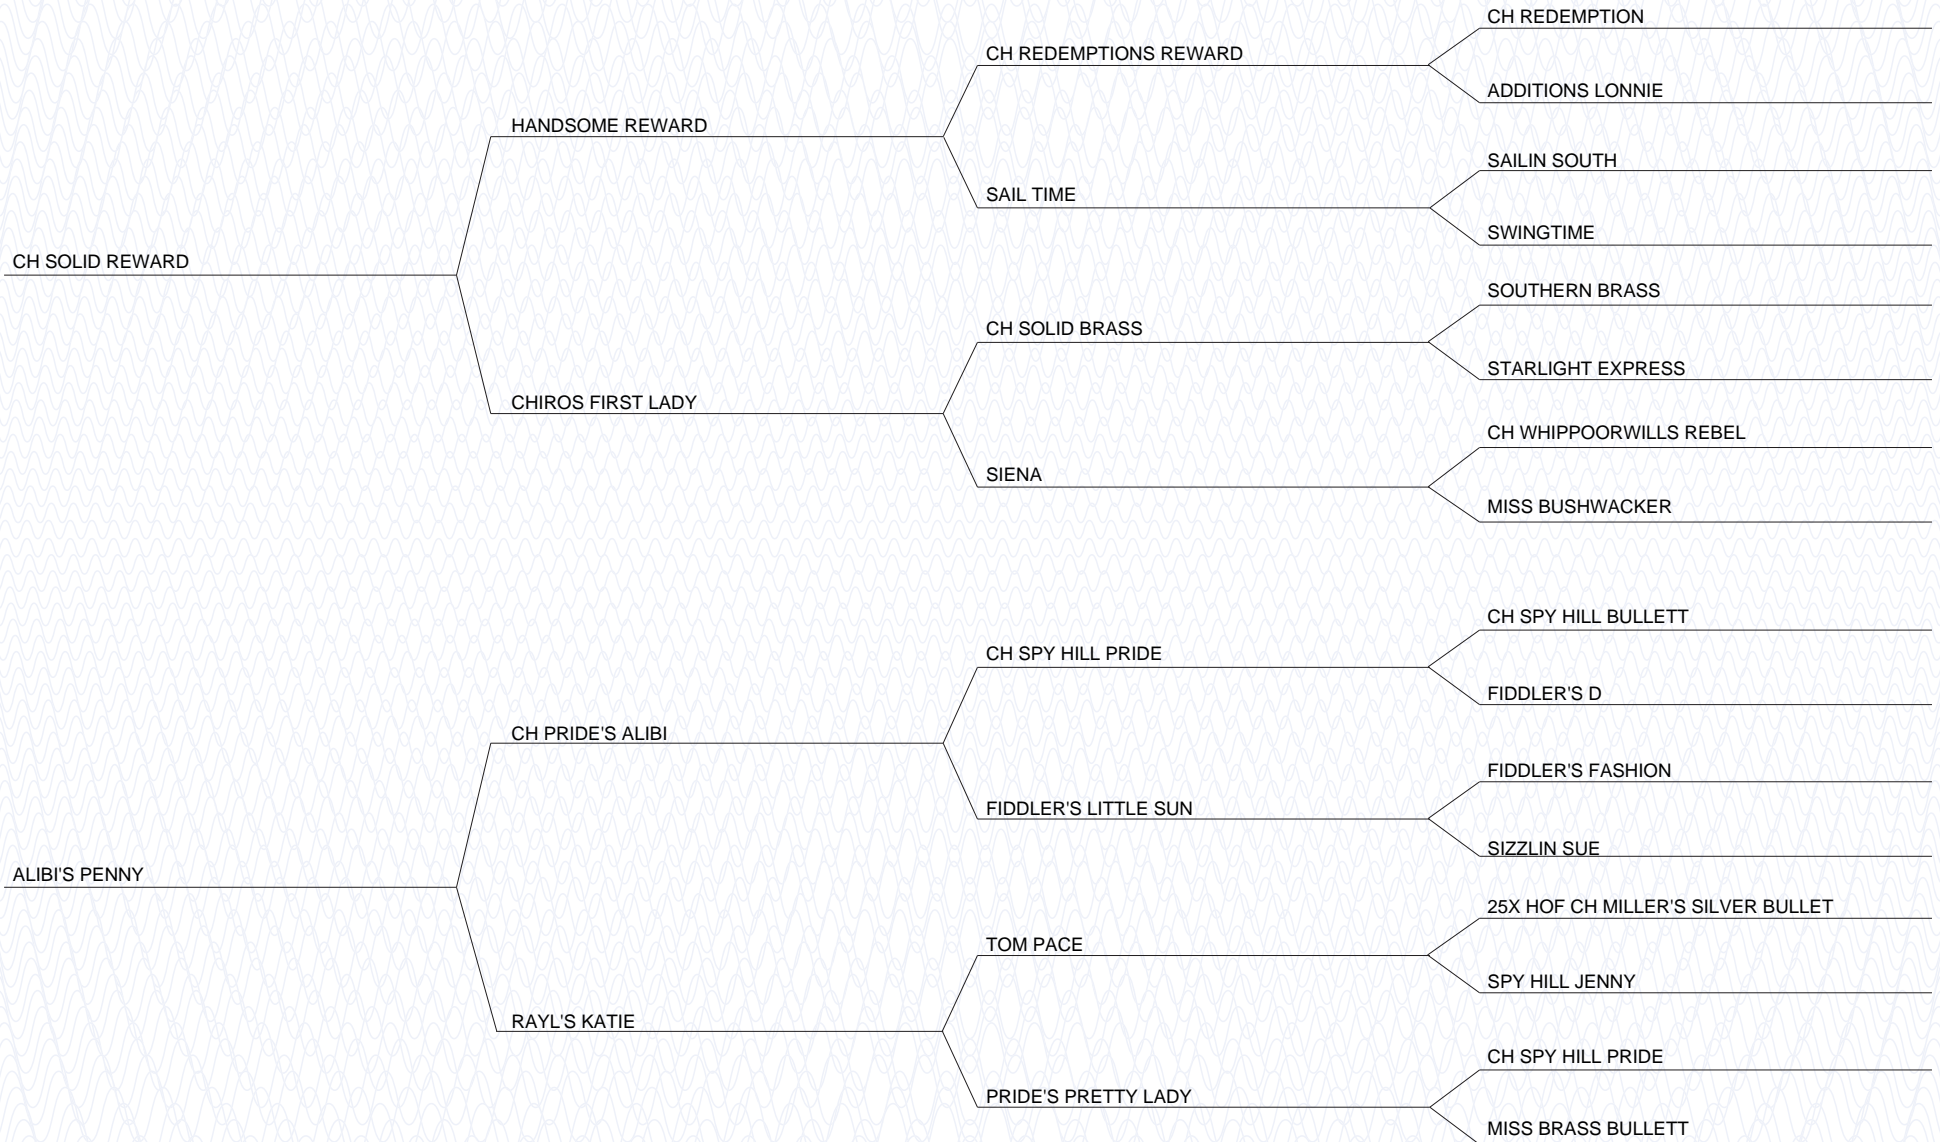 CH REDEMPTION
CH REDEMPTIONS REWARD
ADDITIONS LONNIE
HANDSOME REWARD
SAILIN SOUTH
SAIL TIME
SWINGTIME
CH SOLID REWARD
SOUTHERN BRASS
CH SOLID BRASS
STARLIGHT EXPRESS
CHIROS FIRST LADY
CH WHIPPOORWILLS REBEL
SIENA
MISS BUSHWACKER
CH SPY HILL BULLETT
CH SPY HILL PRIDE
FIDDLER'S D
CH PRIDE'S ALIBI
FIDDLER'S FASHION
FIDDLER'S LITTLE SUN
SIZZLIN SUE
ALIBI'S PENNY
25X HOF CH MILLER'S SILVER BULLET
TOM PACE
SPY HILL JENNY
RAYL'S KATIE
CH SPY HILL PRIDE
PRIDE'S PRETTY LADY
MISS BRASS BULLETT